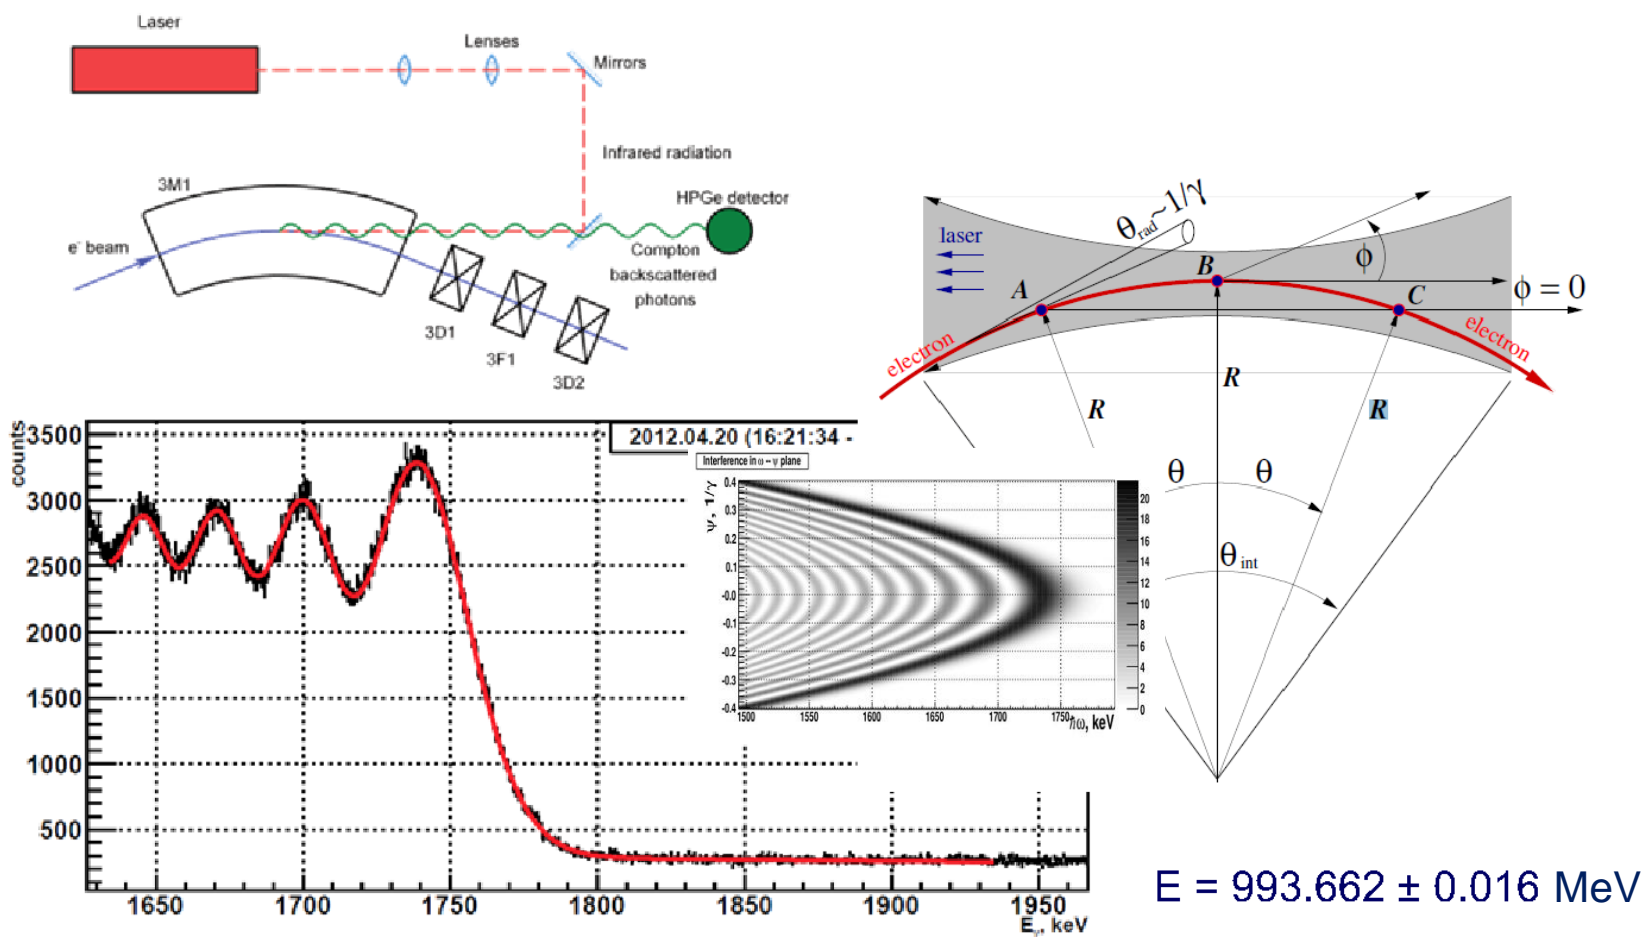 Laser
Lenses
Mirrors
Infrared radiation
3M1
HPGe detector
e⁻ beam
Compton
backscattered
photons
3D1
3F1
3D2
θrad~1/γ
laser
ϕ
B
A
C
ϕ = 0
electron
electron
R
R
R
θ
θ
θint
counts
3500
3000
2500
2000
1500
1000
500
2012.04.20 (16:21:34 -
1650
1700
1750
1800
1850
1900
1950
Eγ, keV
Interference in ω – ψ plane
Ψ, 1/γ
0.4
0.3
0.2
0.1
-0.0
-0.1
-0.2
-0.3
-0.4
1500
1550
1600
1650
1700
1750
ħω, keV
20
18
16
14
12
10
8
6
4
2
0
E = 993.662 ± 0.016 MeV